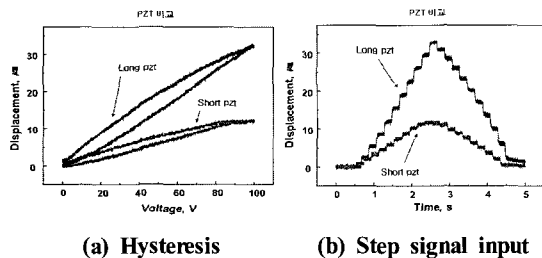 PZT 비교
Displacement, ㎛
30
20
10
0
Long pzt
Short pzt
0 20 40 60 80 100
Voltage, V
(a) Hysteresis
PZT 비교
Displacement, ㎛
30
20
10
0
Long pzt
Short pzt
0 1 2 3 4 5
Time, s
(b) Step signal input